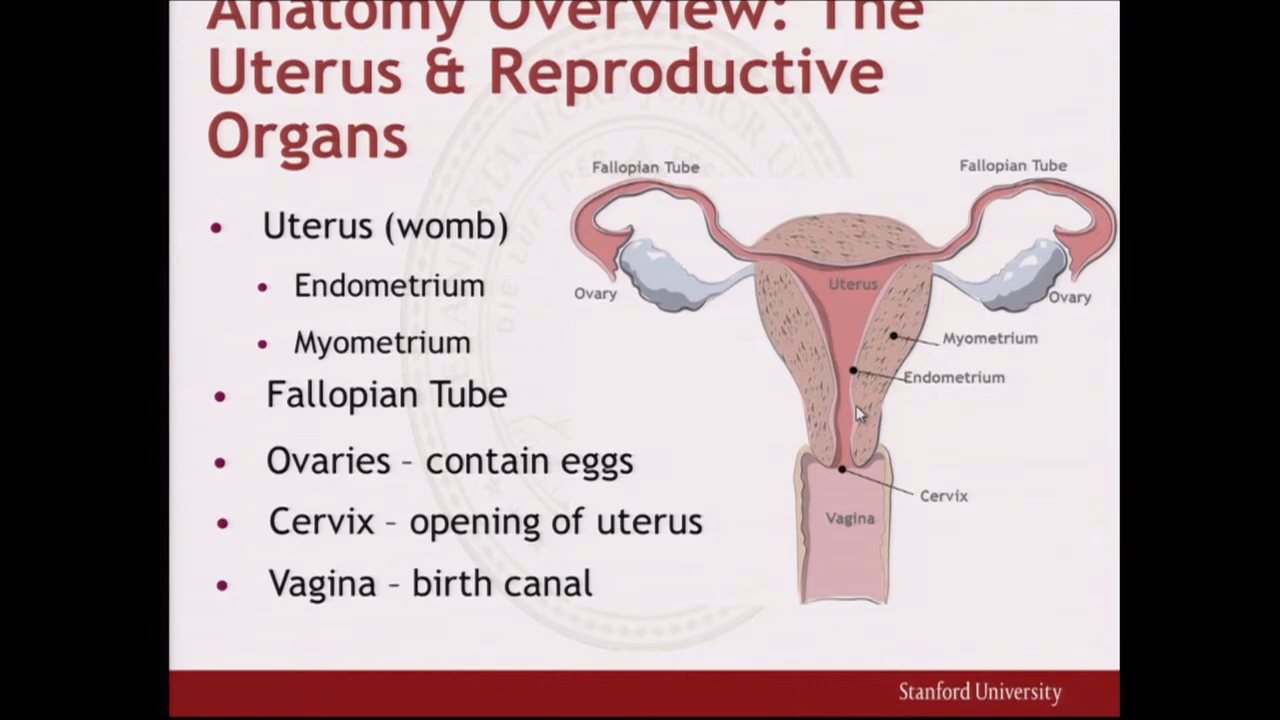 Anatomy Overview: The
Uterus & Reproductive
Organs
• Uterus (womb)
• Endometrium
• Myometrium
• Fallopian Tube
• Ovaries – contain eggs
• Cervix – opening of uterus
• Vagina – birth canal
Fallopian Tube
Fallopian Tube
Uterus
Ovary
Ovary
Myometrium
Endometrium
Cervix
Vagina
Stanford University